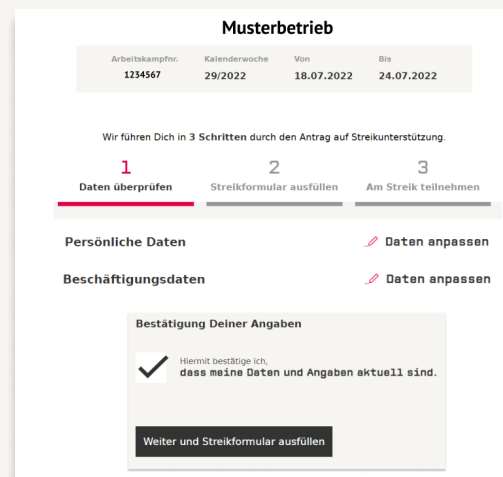 Musterbetrieb
Arbeitskampfnr. Kalenderwoche Von Bis
1234567 29/2022 18.07.2022 24.07.2022
Wir führen Dich in 3 Schritten durch den Antrag auf Streikunterstützung.
1 2 3
Daten überprüfen Streikformular ausfüllen Am Streik teilnehmen
Persönliche Daten Daten anpassen
Beschäftigungsdaten Daten anpassen
Bestätigung Deiner Angaben
Hiermit bestätige ich,
dass meine Daten und Angaben aktuell sind.
Weiter und Streikformular ausfüllen